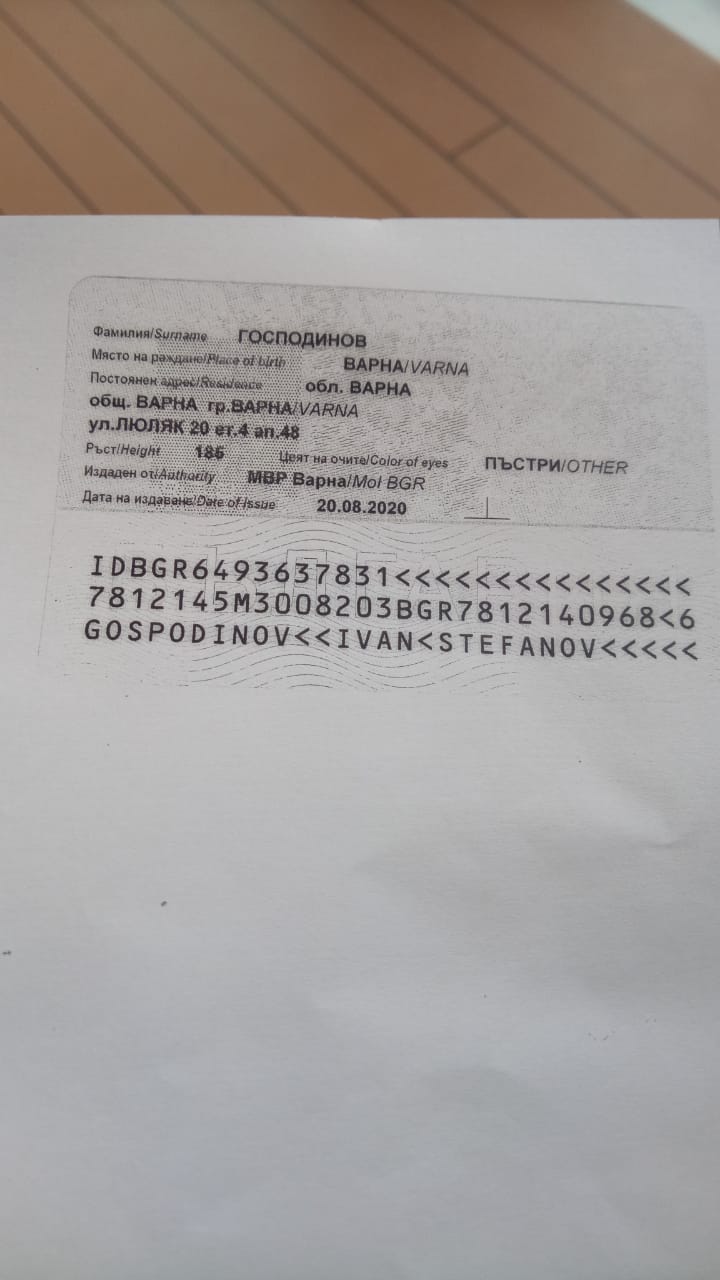 Фамилия/Surname ГОСПОДИНОВ
Място на раждане/Place of birth ВАРНА/VARNA
Постоянен адрес/Residence обл. ВАРНА
общ. ВАРНА гр.ВАРНА/VARNA
ул.ЛЮЛЯК 20 ет.4 ап.48
Ръст/Height 185 Цвят на очите/Color of eyes ПЪСТРИ/OTHER
Издаден от/Authority МВР Варна/MoI BGR
Дата на издаване/Date of issue 20.08.2020
IDBGR6493637831<<<<<<<<<<<<<<<
7812145M3008203BGR7812140968<6
GOSPODINOV<<IVAN<STEFANOV<<<<<